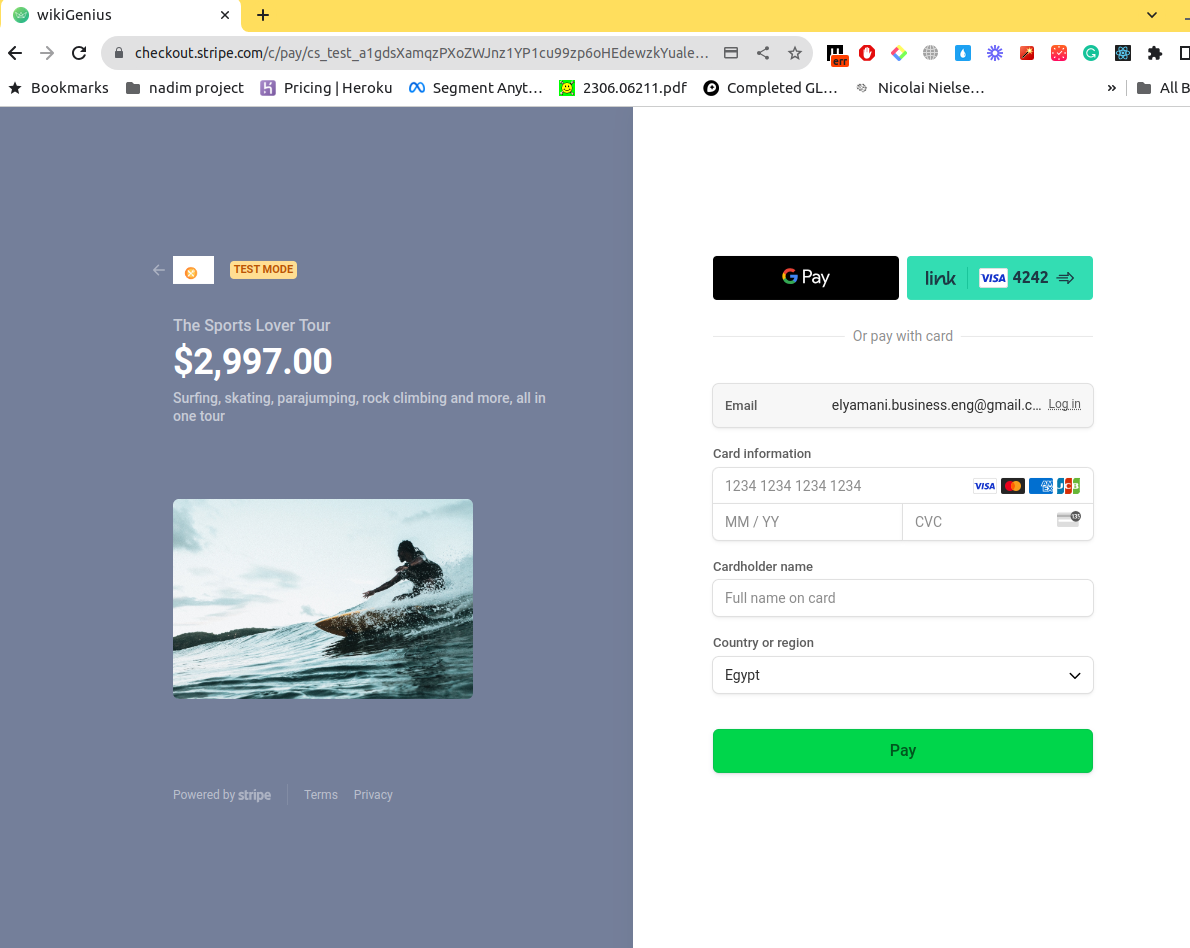 wikiGenius
checkout.stripe.com/c/pay/cs_test_a1gdsXamqzPXoZWJnz1YP1cu99zp6oHEdewzkYuale…
err
Bookmarks nadim project Pricing | Heroku Segment Anyt… 2306.06211.pdf Completed GL… Nicolai Nielse… » All B
TEST MODE
The Sports Lover Tour
$2,997.00
Surfing, skating, parajumping, rock climbing and more, all in
one tour
Powered by stripe Terms Privacy
G Pay link VISA 4242
Or pay with card
Email elyamani.business.eng@gmail.c… Log in
Card information
1234 1234 1234 1234 VISA JCB
MM / YY CVC
Cardholder name
Full name on card
Country or region
Egypt
Pay